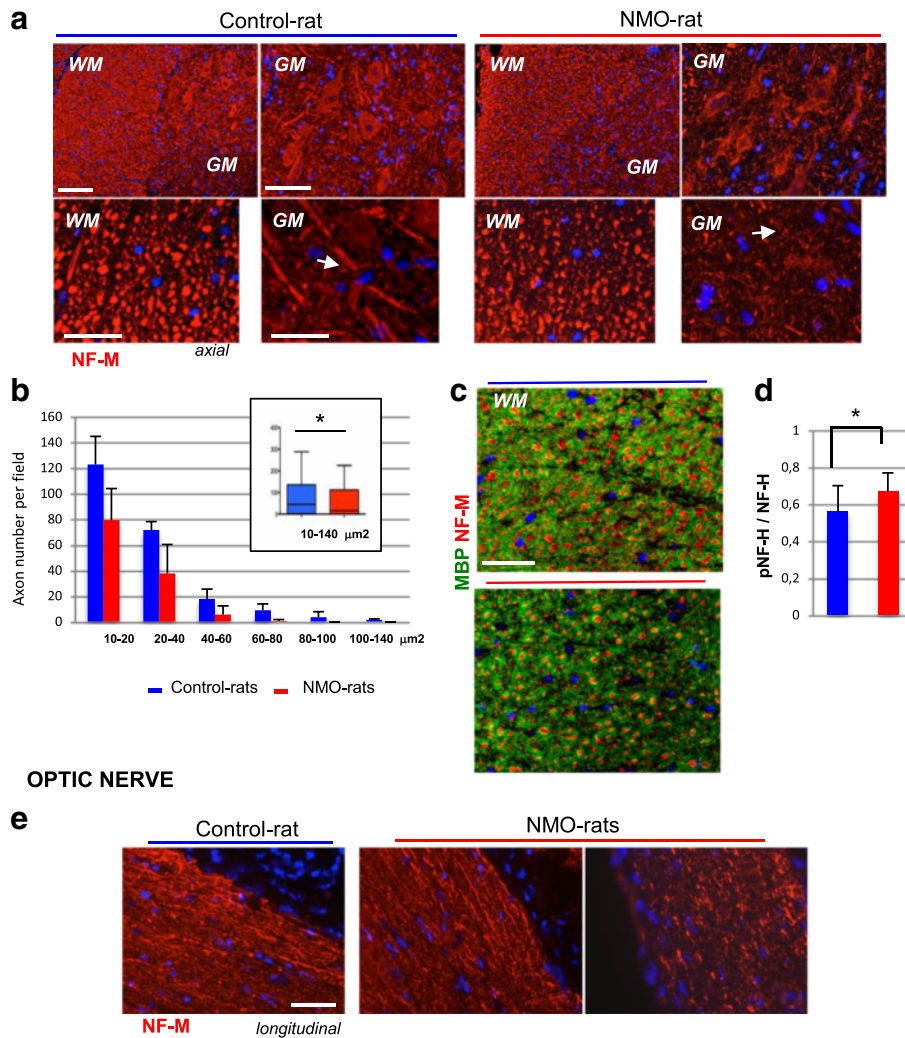 a
Control-rat
NMO-rat
WM
GM
GM
WM
GM
GM
WM
GM
WM
GM
NF-M
axial
b
160
140
120
100
80
60
40
20
0
Axon number per field
*
10-140 μm2
10-20 20-40 40-60 60-80 80-100 100-140 μm2
Control-rats NMO-rats
c
WM
MBP NF-M
d
*
1
0,8
0,6
0,4
0,2
0
pNF-H / NF-H
OPTIC NERVE
e
Control-rat
NMO-rats
NF-M
longitudinal